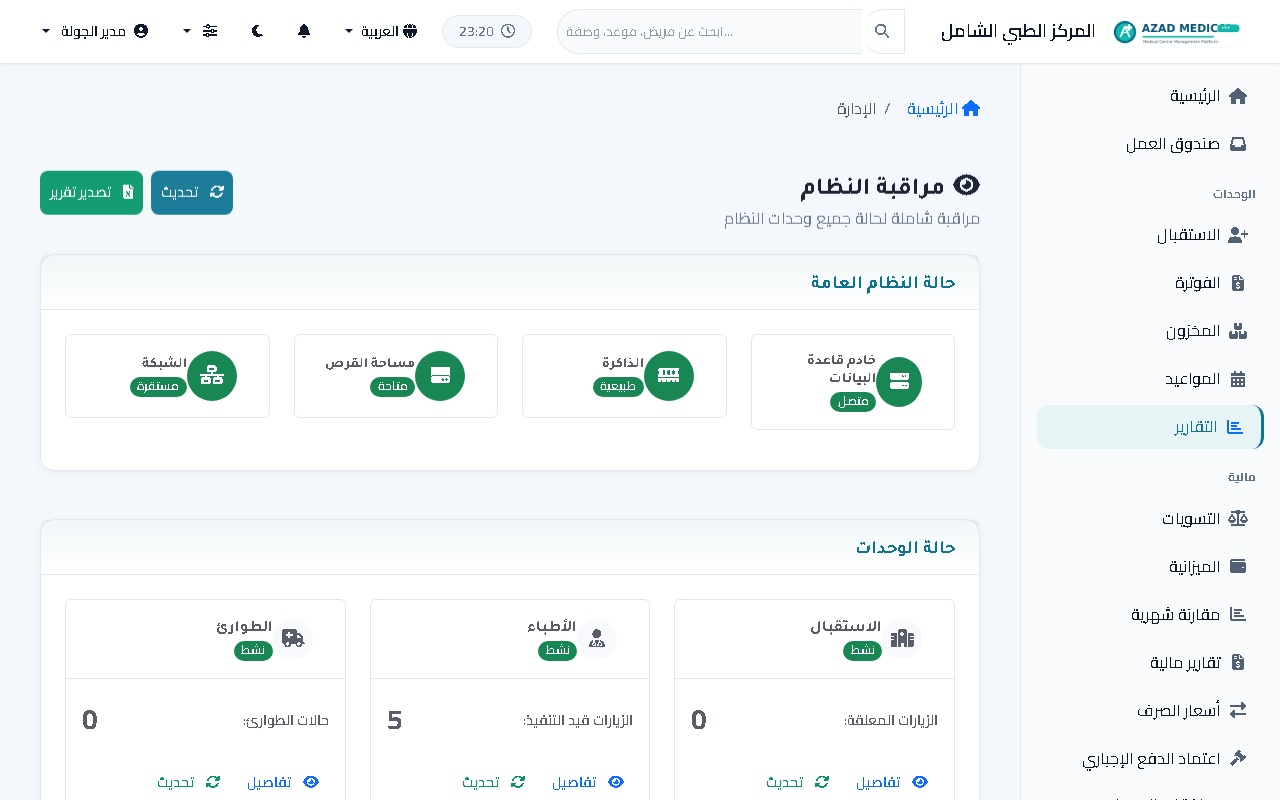 AZAD MEDIC
Medical Centre Management Platform
المركز الطبي الشامل
ابحث عن مريض، موعد، وصفة...
23:20
العربية
مدير الجولة
الرئيسية
صندوق العمل
الوحدات
الاستقبال
الفوترة
المخزون
المواعيد
التقارير
مالية
التسويات
الميزانية
مقارنة شهرية
تقارير مالية
أسعار الصرف
اعتماد الدفع الإجباري
الرئيسية / الإدارة
مراقبة النظام
مراقبة شاملة لحالة جميع وحدات النظام
تحديث
تصدير تقرير
حالة النظام العامة
خادم قاعدة
البيانات
متصل
الذاكرة
طبيعية
مساحة القرص
متاحة
الشبكة
مستقرة
حالة الوحدات
الاستقبال
نشط
الزيارات المعلقة:
0
تفاصيل
تحديث
الأطباء
نشط
الزيارات قيد التنفيذ:
5
تفاصيل
تحديث
الطوارئ
نشط
حالات الطوارئ:
0
تفاصيل
تحديث